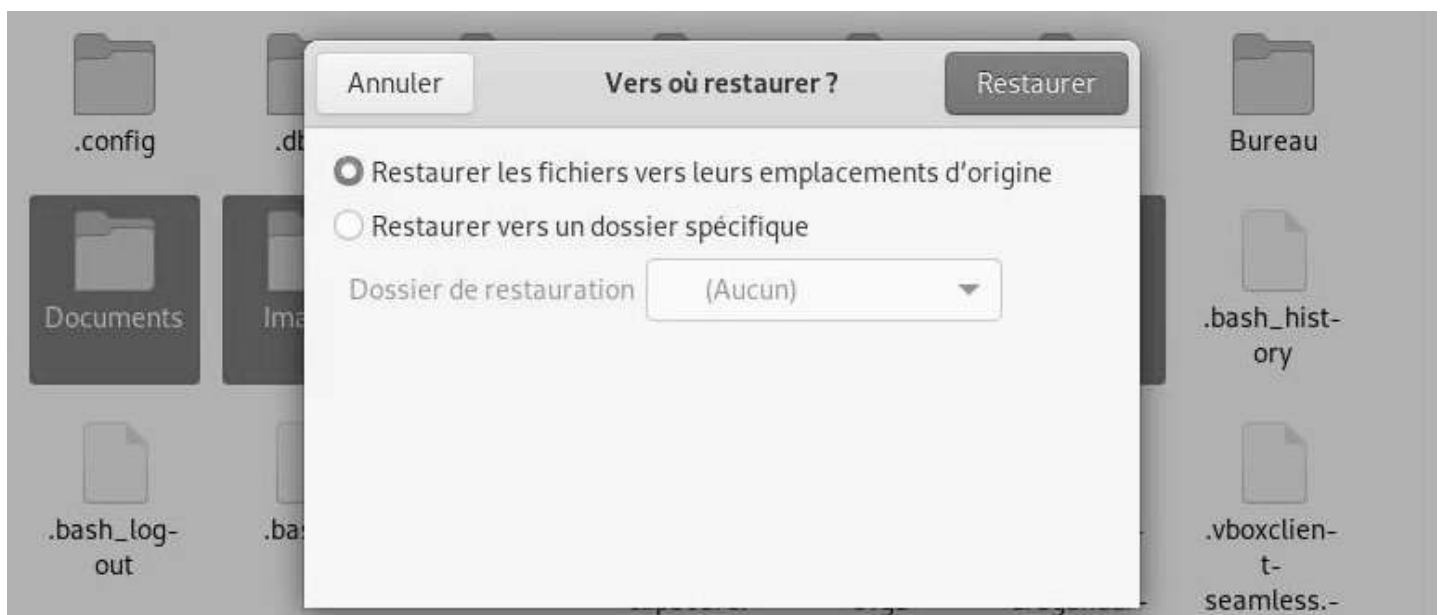 Annuler
Vers où restaurer ?
Restaurer
.config
Bureau
Restaurer les fichiers vers leurs emplacements d'origine
Restaurer vers un dossier spécifique
Dossier de restauration
(Aucun)
Documents
.bash_hist-
ory
.bash_log-
out
.vboxclien-
t-
seamless.-